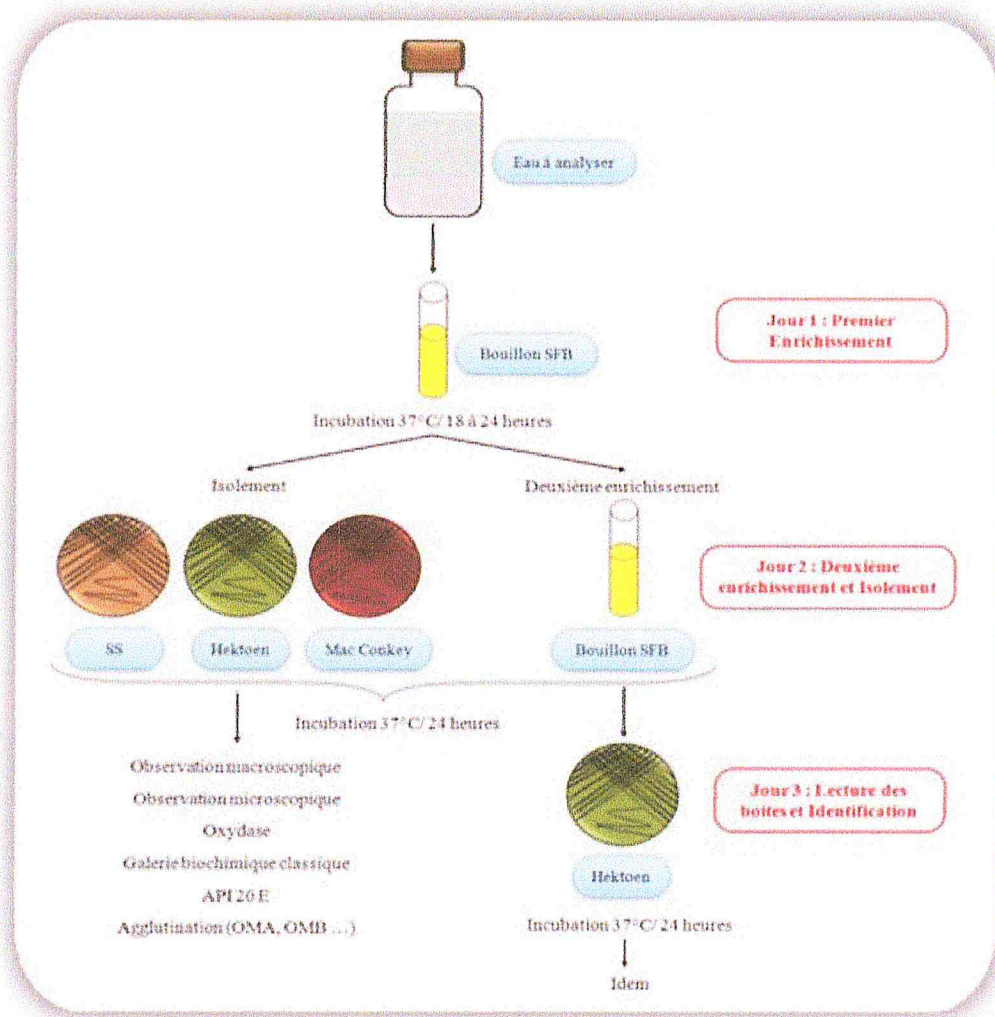 Eau à analyser
Jour 1 : Premier
Enrichissement
Bouillon SFB
Incubation 37°C/ 18 à 24 heures
Isolement
Deuxième enrichissement
Jour 2 : Deuxième
enrichissement et Isolement
SS
Hektoen
Mac Conkey
Bouillon SFB
Incubation 37°C/ 24 heures
Observation macroscopique
Observation microscopique
Oxydase
Galerie biochimique classique
API 20 E
Agglutination (OMA, OMB ...)
Jour 3 : Lecture des
boites et Identification
Hektoen
Incubation 37°C/ 24 heures
Idem